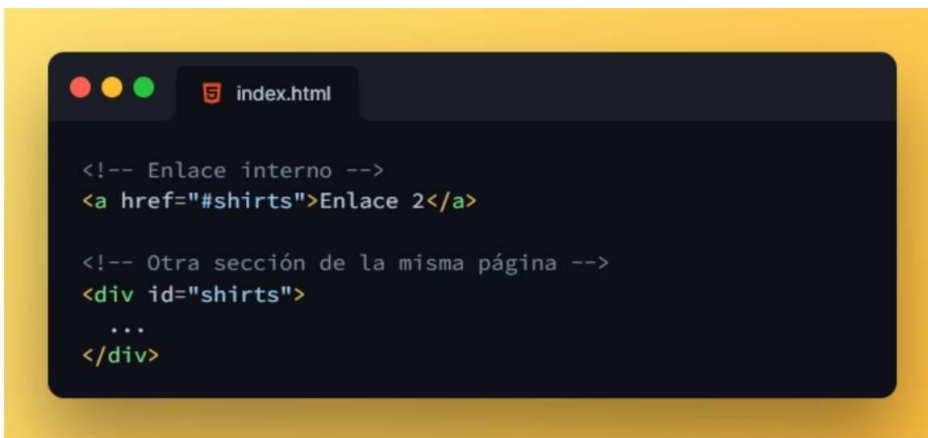 index.html
<!-- Enlace interno -->
<a href="#shirts">Enlace 2</a>
<!-- Otra sección de la misma página -->
<div id="shirts">
...
</div>